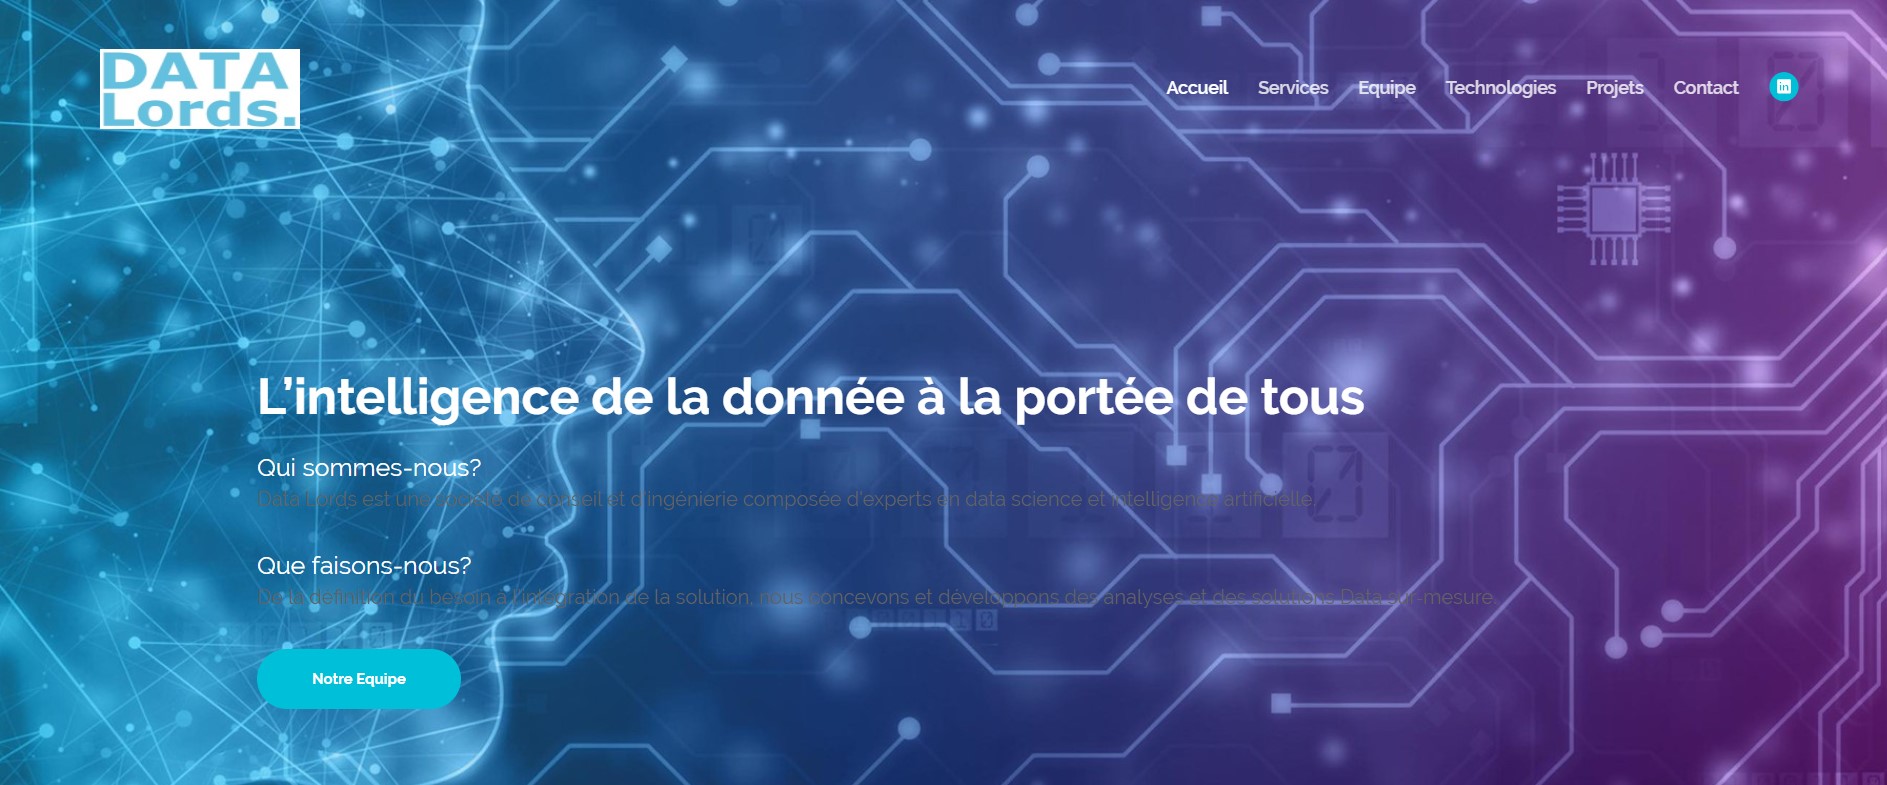 DATA
Lords.
Accueil Services Equipe Technologies Projets Contact in
L'intelligence de la donnée à la portée de tous
Qui sommes-nous?
Data Lords est une société de conseil et d'ingénierie composée d'experts en data science et intelligence artificielle.
Que faisons-nous?
De la définition du besoin à l'intégration de la solution, nous concevons et développons des analyses et des solutions Data sur-mesure.
Notre Equipe